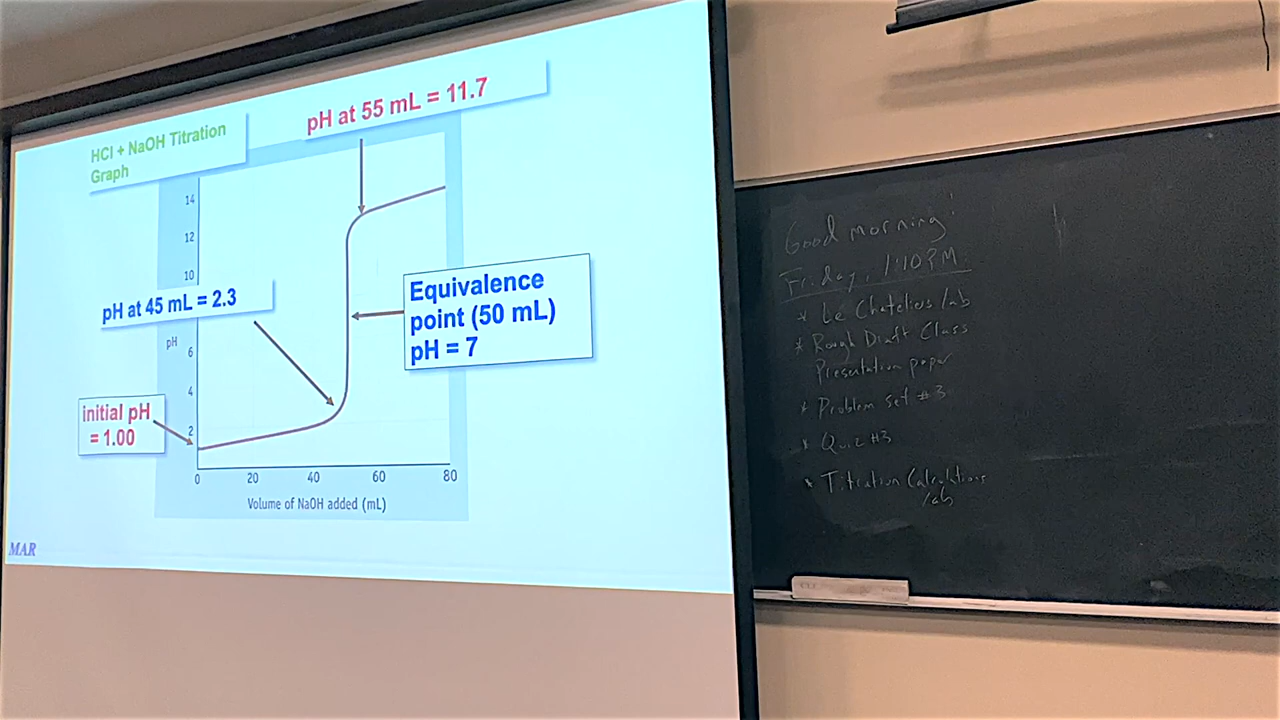 HCl + NaOH Titration
Graph
pH at 55 mL = 11.7
14
12
10
pH at 45 mL = 2.3
Equivalence
point (50 mL)
pH = 7
pH
6
4
initial pH
= 1.00
2
0
20
40
60
80
Volume of NaOH added (mL)
MAR
Good morning!
Friday, 1:10 PM:
* Le Chateliers lab
* Rough Draft Class
Presentation paper
* Problem set #3
* Quiz #3
* Titration Calculations
lab